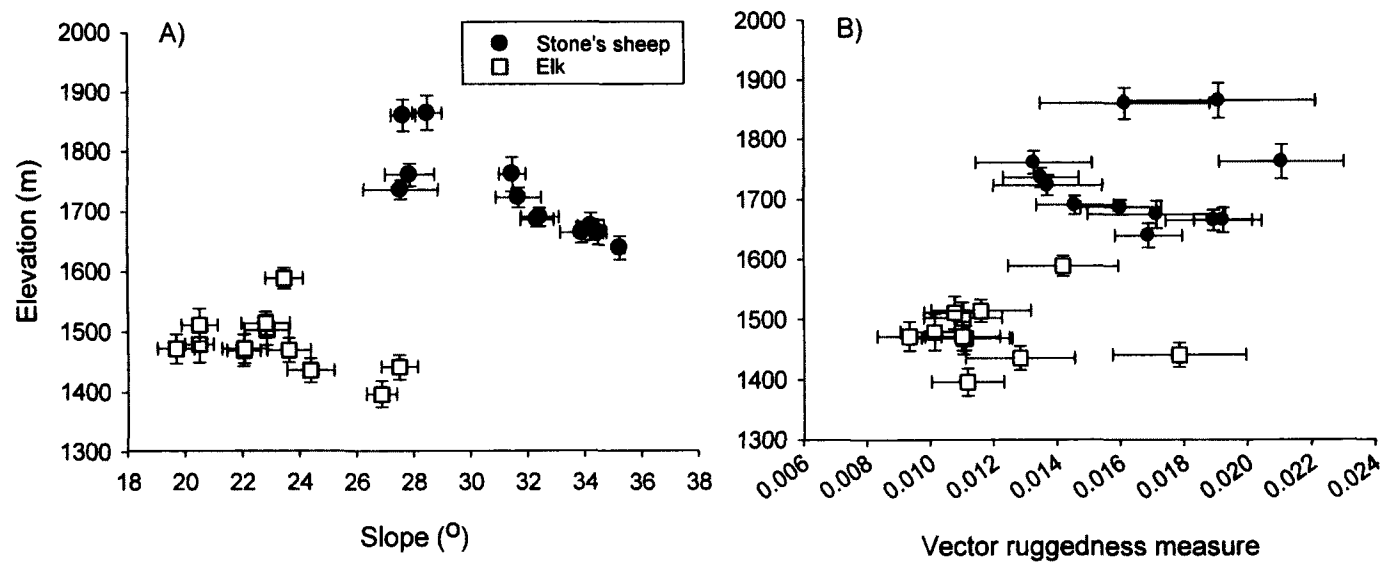 A)
2000
1900
1800
1700
1600
1500
1400
1300
Elevation (m)
Stone's sheep
Elk
18 20 22 24 26 28 30 32 34 36 38
Slope (O)
B)
2000
1900
1800
1700
1600
1500
1400
1300
0.006 0.008 0.010 0.012 0.014 0.016 0.018 0.020 0.022 0.024
Vector ruggedness measure